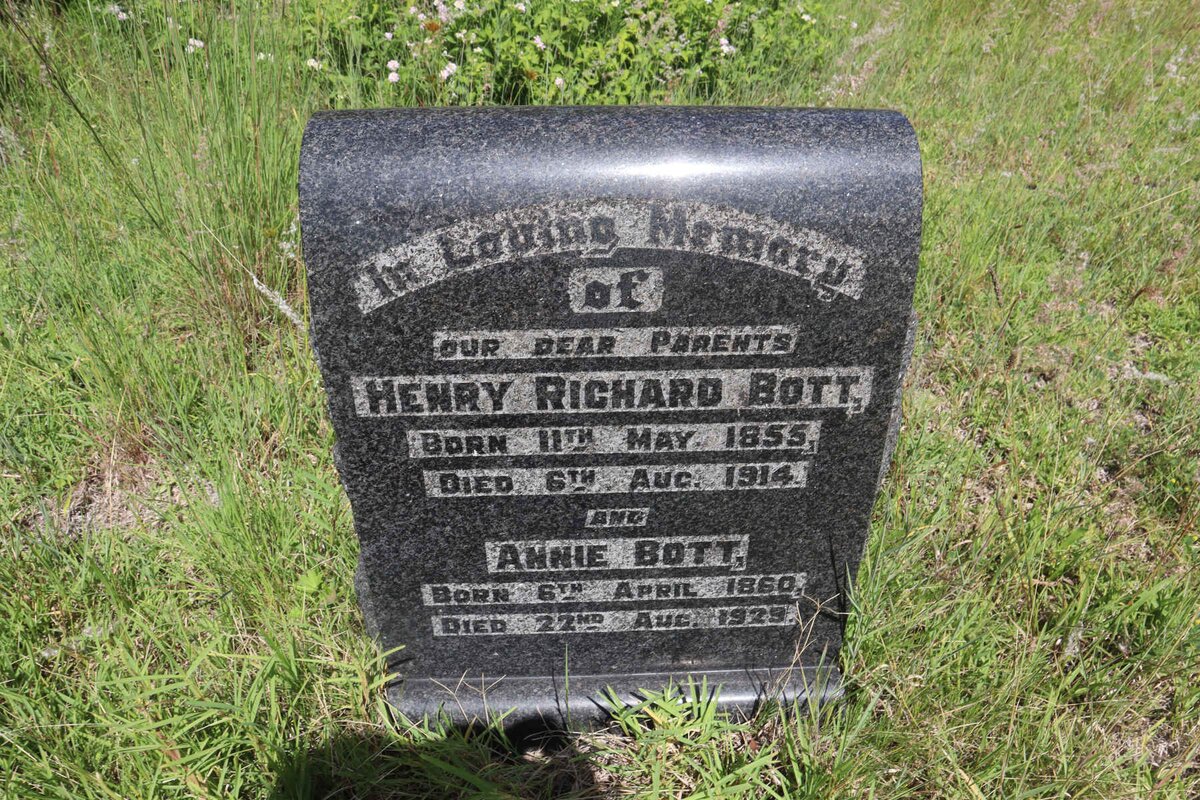 In Loving Memory
of
OUR DEAR PARENTS
HENRY RICHARD BOTT,
BORN 11TH MAY. 1855,
DIED 6TH AUG. 1914.
AND
ANNIE BOTT,
BORN 6TH APRIL 1860,
DIED 22ND AUG. 1929.